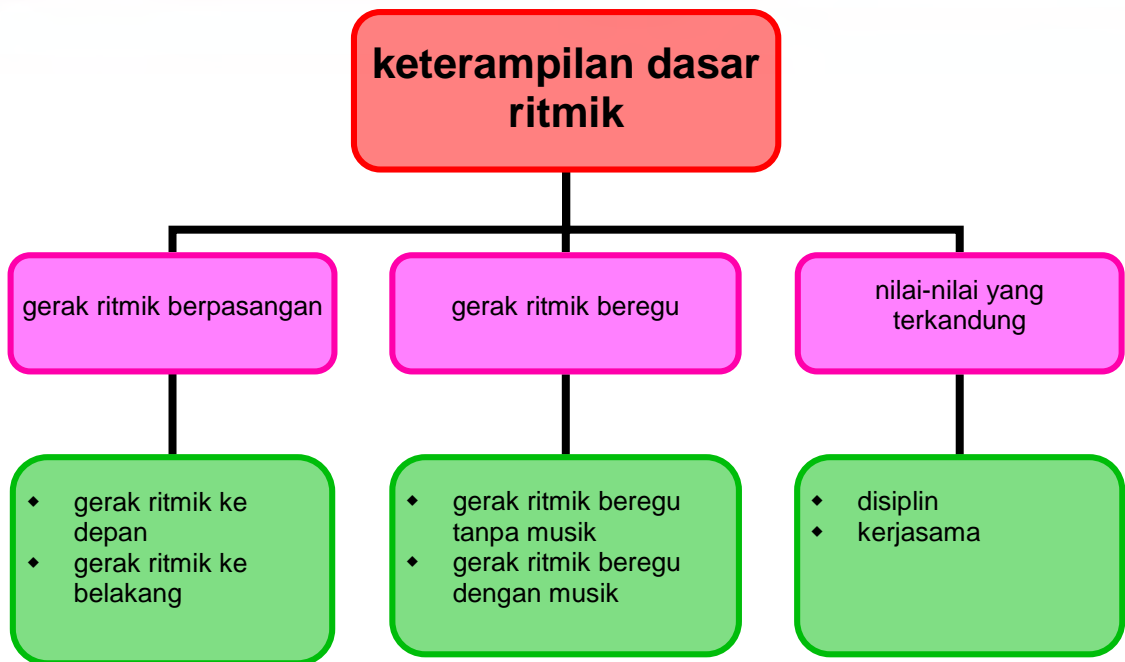 keterampilan dasar
ritmik
gerak ritmik berpasangan
gerak ritmik beregu
nilai-nilai yang
terkandung
◆ gerak ritmik ke
depan
◆ gerak ritmik ke
belakang
◆ gerak ritmik beregu
tanpa musik
◆ gerak ritmik beregu
dengan musik
◆ disiplin
◆ kerjasama